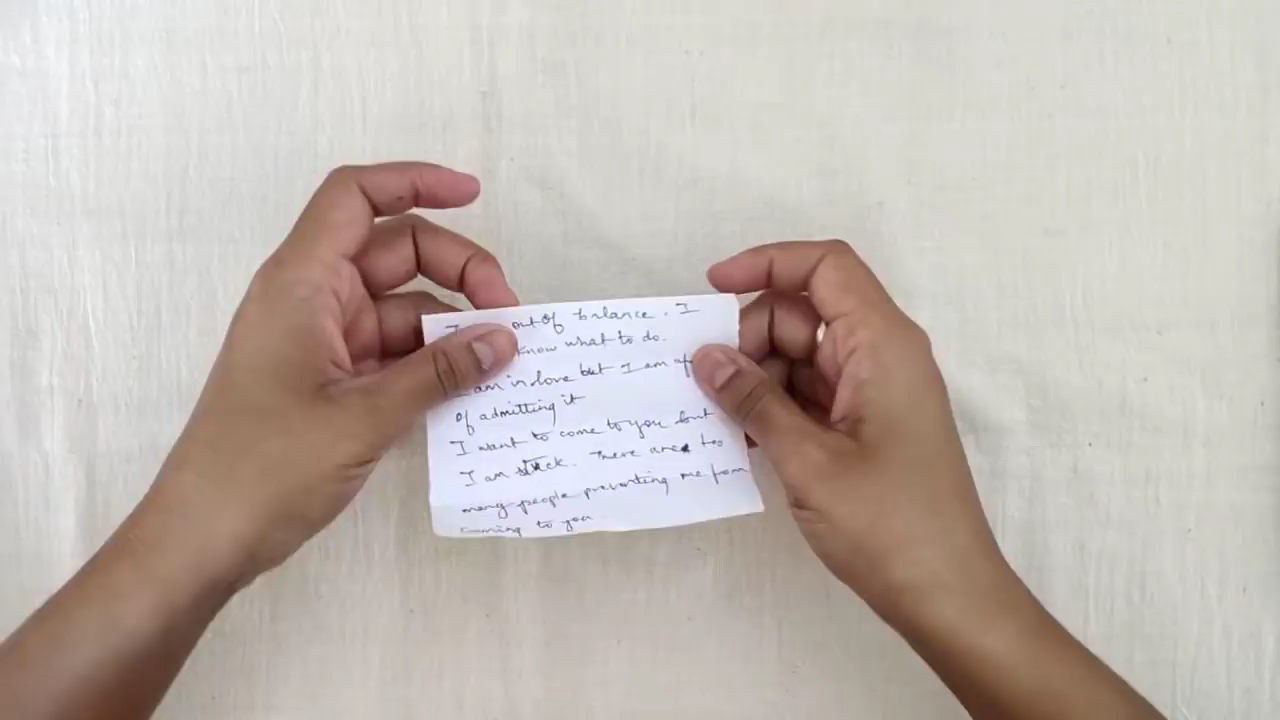 I out of balance. I
know what to do.
am in love but I am
of admitting it
I want to come to you but
I am stuck. There are too
many people preventing me from
coming to you